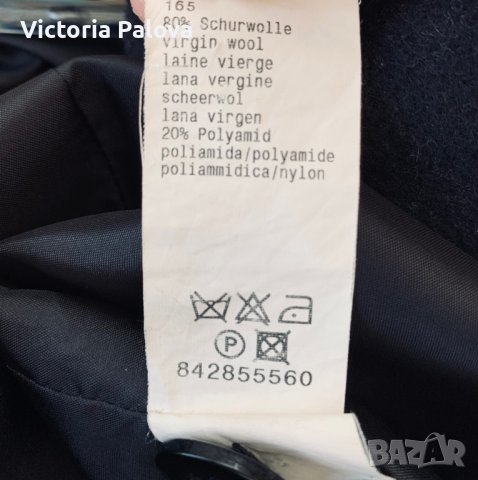 Victoria Palova
165
80% Schurwolle
virgin wool
laine vierge
lana vergine
scheerwol
lana virgen
20% Polyamid
poliamida/polyamide
poliammidica/nylon
P
842855560
BAZAR